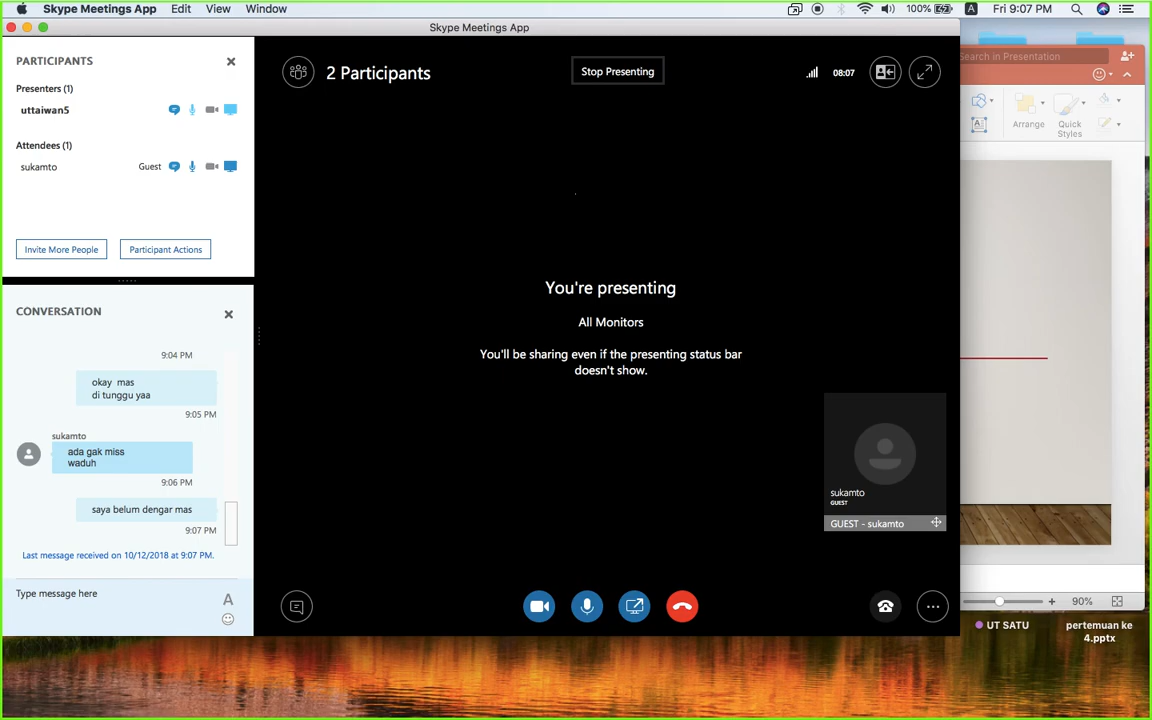 Skype Meetings App Edit View Window
100% A Fri 9:07 PM
Skype Meetings App
PARTICIPANTS
Presenters (1)
uttaiwan5
Attendees (1)
sukamto Guest
Invite More People Participant Actions
CONVERSATION
9:04 PM
okay mas
di tunggu yaa
9:05 PM
sukamto
ada gak miss
waduh
9:06 PM
saya belum dengar mas
9:07 PM
Last message received on 10/12/2018 at 9:07 PM.
Type message here
A
2 Participants
Stop Presenting
08:07
You're presenting
All Monitors
You'll be sharing even if the presenting status bar
doesn't show.
sukamto
GUEST
GUEST - sukamto
Search in Presentation
A
Arrange Quick
Styles
90%
UT SATU
pertemuan ke
4.pptx